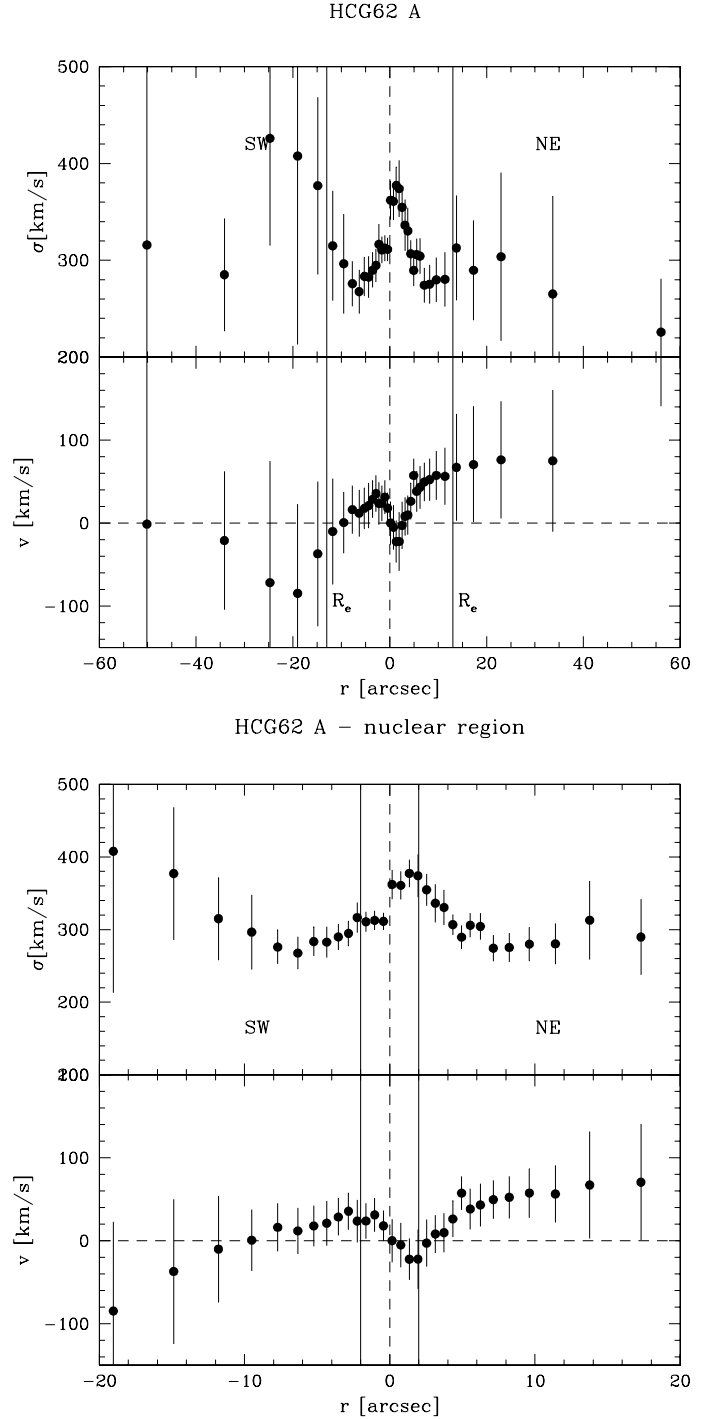 HCG62 A
500
SW NE
400
σ[km/s]
300
200
100
v [km/s]
0
−100
Re Re
−60 −40 −20 0 20 40 60
r [arcsec]
HCG62 A − nuclear region
500
400
σ[km/s]
300
200
SW NE
100
200
100
v [km/s]
0
−100
−20 −10 0 10 20
r [arcsec]